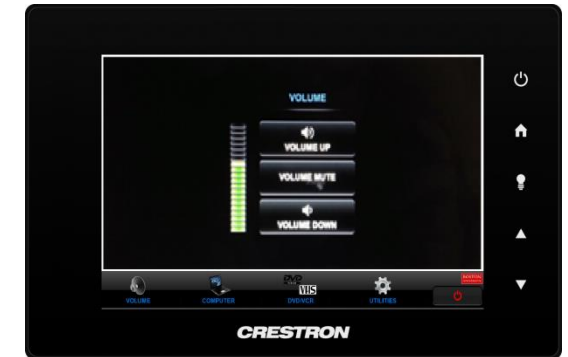 VOLUME
VOLUME UP
VOLUME MUTE
VOLUME DOWN
DVD
VHS
VOLUME
COMPUTER
DVD/VCR
UTILITIES
CRESTRON